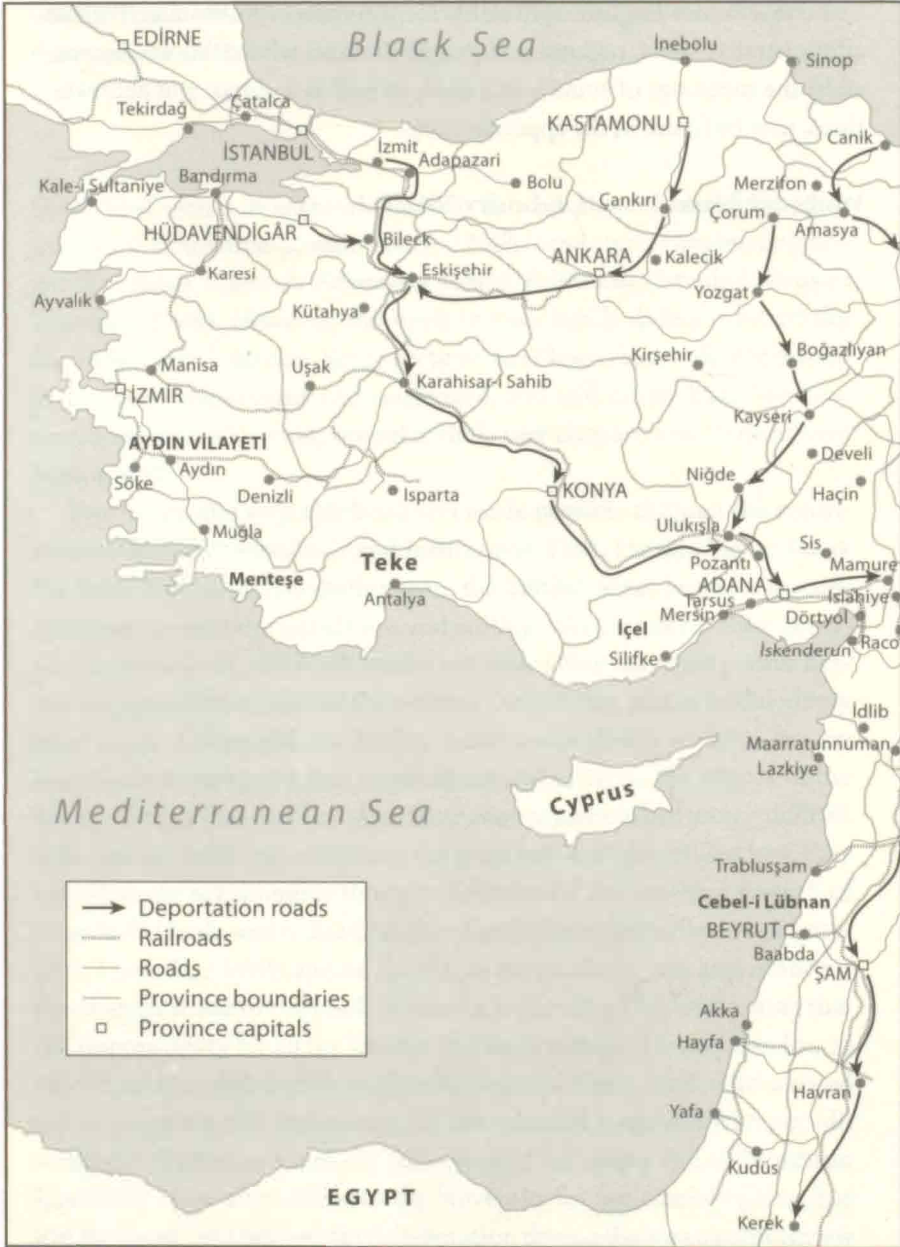 EDİRNE
Black Sea
İnebolu
Sinop
Tekirdağ
Çatalca
KASTAMONU
İSTANBUL
İzmit
Adapazari
Canik
Kale-i Sultaniye
Bandırma
Bolu
Merzifon
Çankırı
Çorum
Amasya
HÜDAVENDİGÂR
Bileck
ANKARA
Kalecik
Karesi
Eskişehir
Yozgat
Ayvalık
Kütahya
Boğazlıyan
Manisa
Uşak
Kirşehir
Karahisar-i Sahib
İZMİR
Kayseri
AYDIN VİLAYETİ
Develi
Aydın
Söke
Denizli
Isparta
KONYA
Niğde
Haçin
Muğla
Ulukışla
Sis
Teke
Pozantı
Mamure
Menteşe
ADANA
Antalya
Tarsus
Islahiye
Mersin
Dörtyol
İçel
İskenderun
Raco
Silifke
İdlib
Maarratunnuman
Lazkiye
Cyprus
Mediterranean Sea
Trablusşam
Deportation roads
Cebel-i Lübnan
Railroads
BEYRUT
Roads
Baabda
ŞAM
Province boundaries
Province capitals
Akka
Hayfa
Havran
Yafa
Kudüs
EGYPT
Kerek